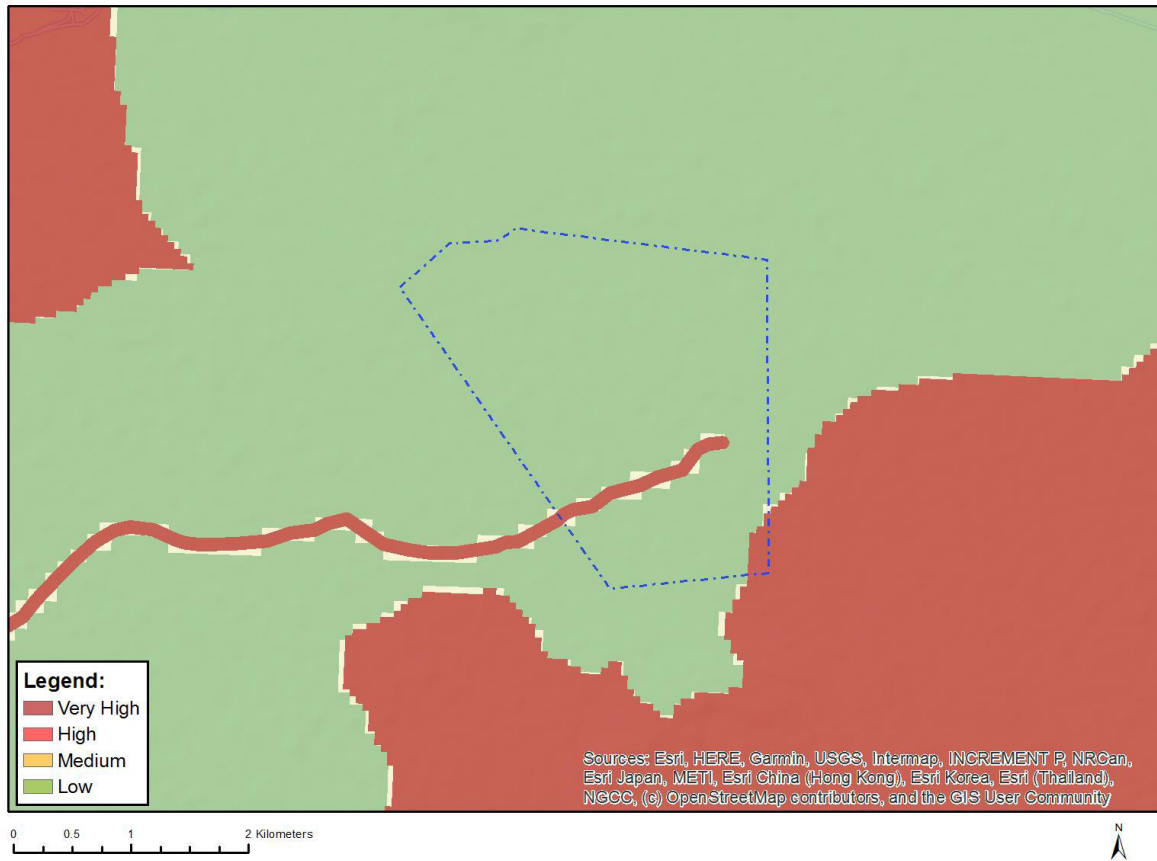 Legend:
Very High
High
Medium
Low
Sources: Esri, HERE, Garmin, USGS, Intermap, INCREMENT P, NRCan,
Esri Japan, METI, Esri China (Hong Kong), Esri Korea, Esri (Thailand),
NGCC, (c) OpenStreetMap contributors, and the GIS User Community
0 0.5 1 2 Kilometers
N